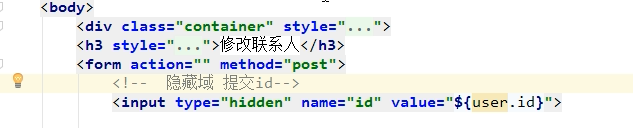 <body>
<div class="container" style="...">
<h3 style="...">修改联系人</h3>
<form action="" method="post">
<!--  隐藏域 提交id-->
<input type="hidden" name="id" value="${user.id}">